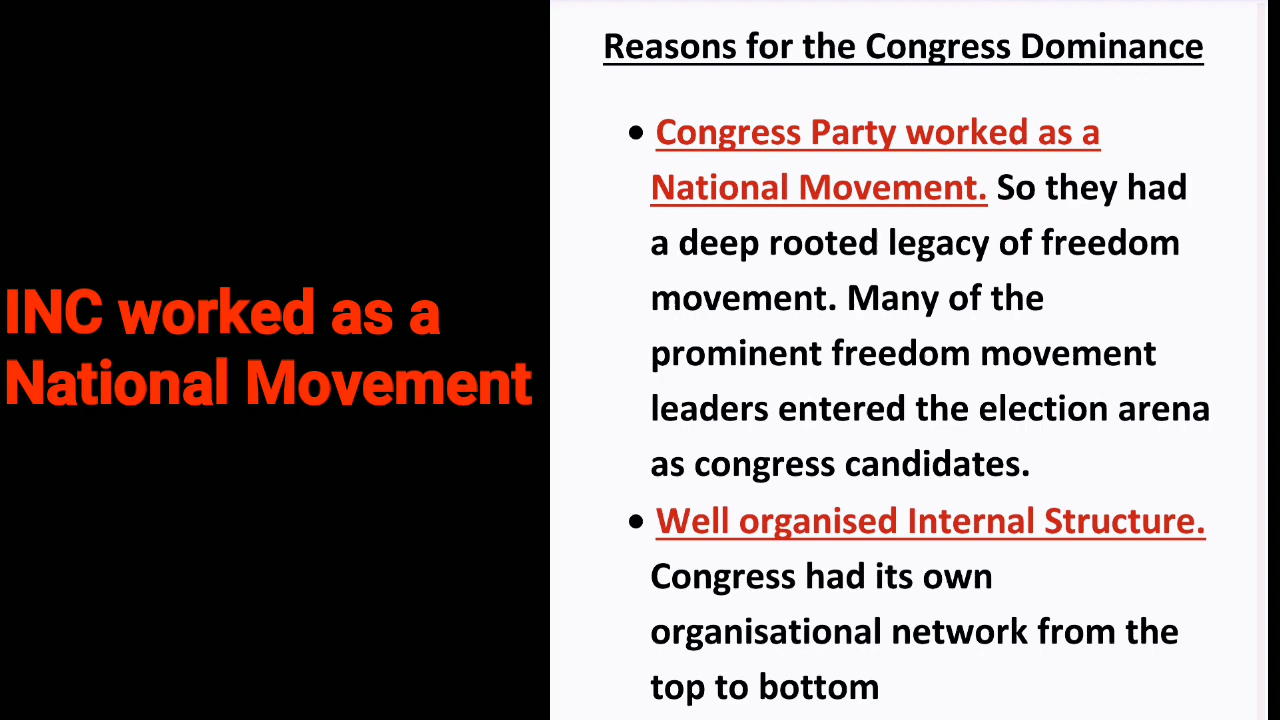 INC worked as a
National Movement
Reasons for the Congress Dominance
• Congress Party worked as a
National Movement. So they had
a deep rooted legacy of freedom
movement. Many of the
prominent freedom movement
leaders entered the election arena
as congress candidates.
• Well organised Internal Structure.
Congress had its own
organisational network from the
top to bottom